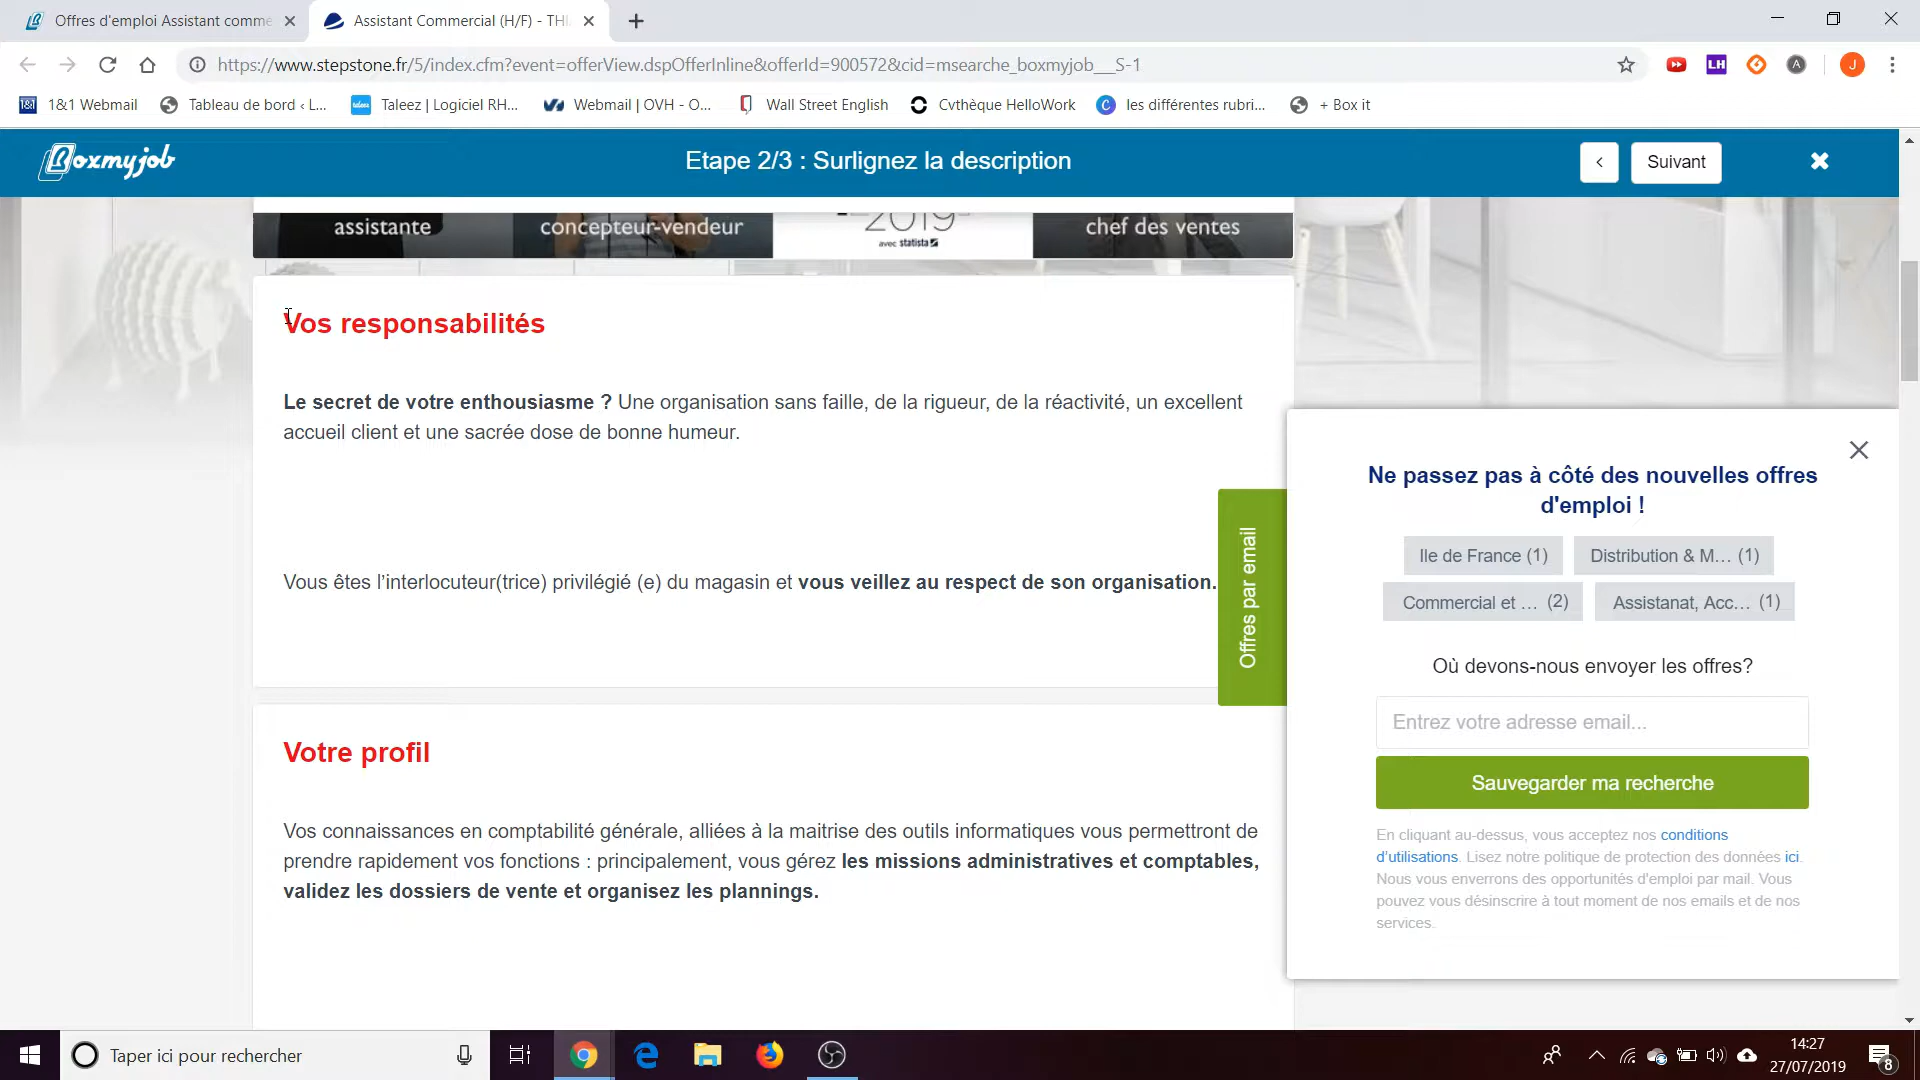 Offres d'emploi Assistant comme
Assistant Commercial (H/F) - TH
https://www.stepstone.fr/5/index.cfm?event=offerView.dspOfferInline&offerId=900572&cid=msearche_boxmyjob___S-1
J
1&1 Webmail
Tableau de bord ‹ L...
Taleez | Logiciel RH...
Webmail | OVH - O...
Wall Street English
Cvthèque HelloWork
les différentes rubri...
+ Box it
Boxmyjob
Etape 2/3 : Surlignez la description
<
Suivant
assistante
concepteur-vendeur
2019
avec statista
chef des ventes
Vos responsabilités
Le secret de votre enthousiasme ? Une organisation sans faille, de la rigueur, de la réactivité, un excellent
accueil client et une sacrée dose de bonne humeur.
Vous êtes l’interlocuteur(trice) privilégié (e) du magasin et vous veillez au respect de son organisation.
Votre profil
Vos connaissances en comptabilité générale, alliées à la maitrise des outils informatiques vous permettront de
prendre rapidement vos fonctions : principalement, vous gérez les missions administratives et comptables,
validez les dossiers de vente et organisez les plannings.
Offres par email
Ne passez pas à côté des nouvelles offres
d'emploi !
Ile de France (1)
Distribution & M... (1)
Commercial et ... (2)
Assistanat, Acc... (1)
Où devons-nous envoyer les offres?
Entrez votre adresse email...
Sauvegarder ma recherche
En cliquant au-dessus, vous acceptez nos conditions
d’utilisations. Lisez notre politique de protection des données ici.
Nous vous enverrons des opportunités d'emploi par mail. Vous
pouvez vous désinscrire à tout moment de nos emails et de nos
services.
Taper ici pour rechercher
14:27
27/07/2019
8